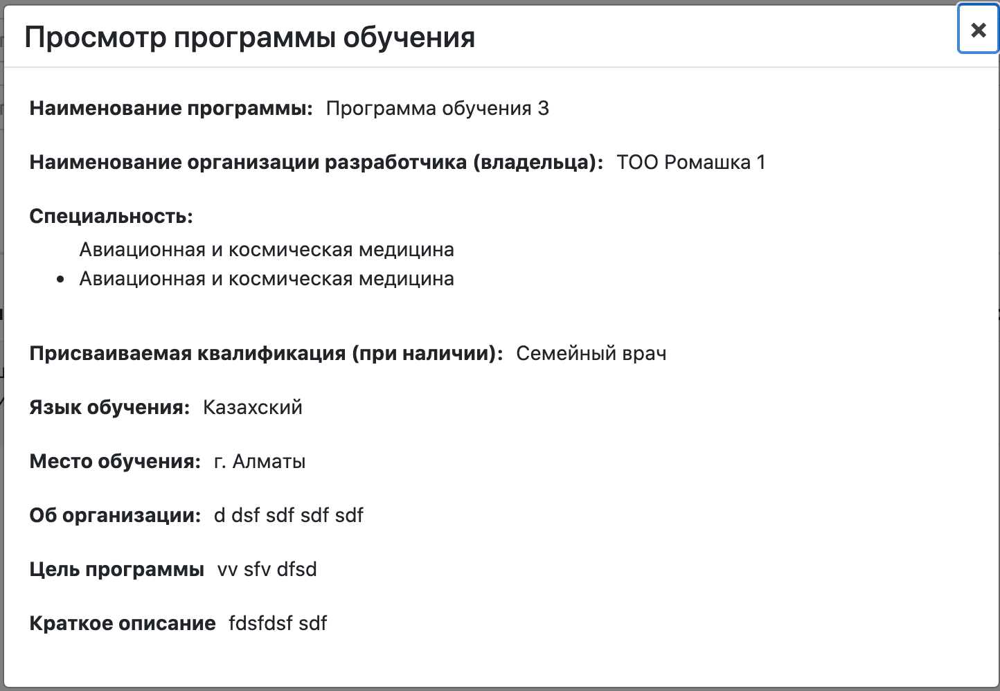 Просмотр программы обучения
Наименование программы: Программа обучения 3
Наименование организации разработчика (владельца): ТОО Ромашка 1
Специальность:
Авиационная и космическая медицина
• Авиационная и космическая медицина
Присваиваемая квалификация (при наличии): Семейный врач
Язык обучения: Казахский
Место обучения: г. Алматы
Об организации: d dsf sdf sdf sdf
Цель программы vv sfv dfsd
Краткое описание fdsfdsf sdf